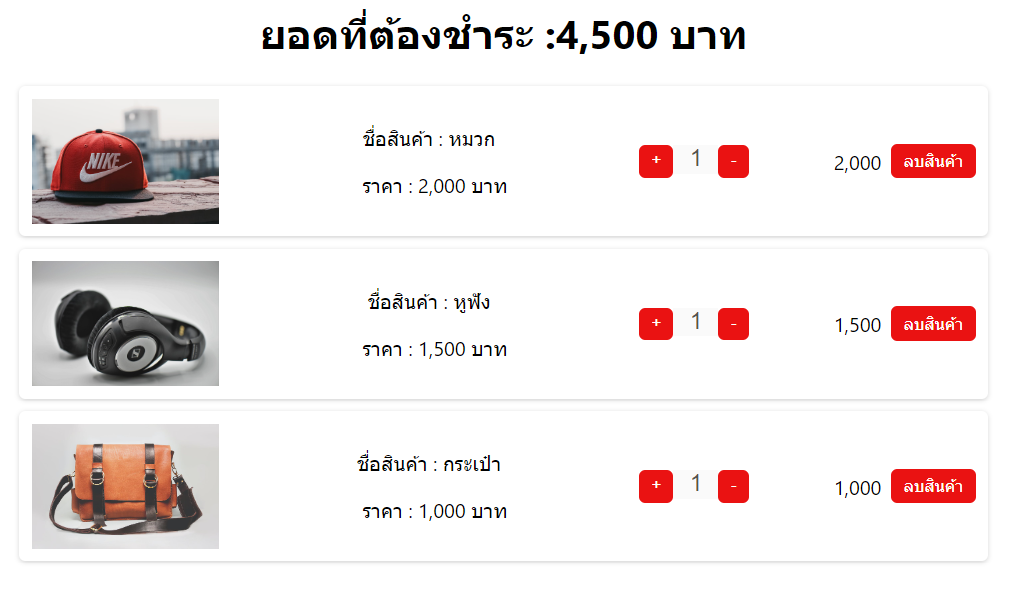 ยอดที่ต้องชำระ :4,500 บาท
NIKE
ชื่อสินค้า : หมวก
ราคา : 2,000 บาท
+ 1 - 2,000 ลบสินค้า
ชื่อสินค้า : หูฟัง
ราคา : 1,500 บาท
+ 1 - 1,500 ลบสินค้า
ชื่อสินค้า : กระเป๋า
ราคา : 1,000 บาท
+ 1 - 1,000 ลบสินค้า